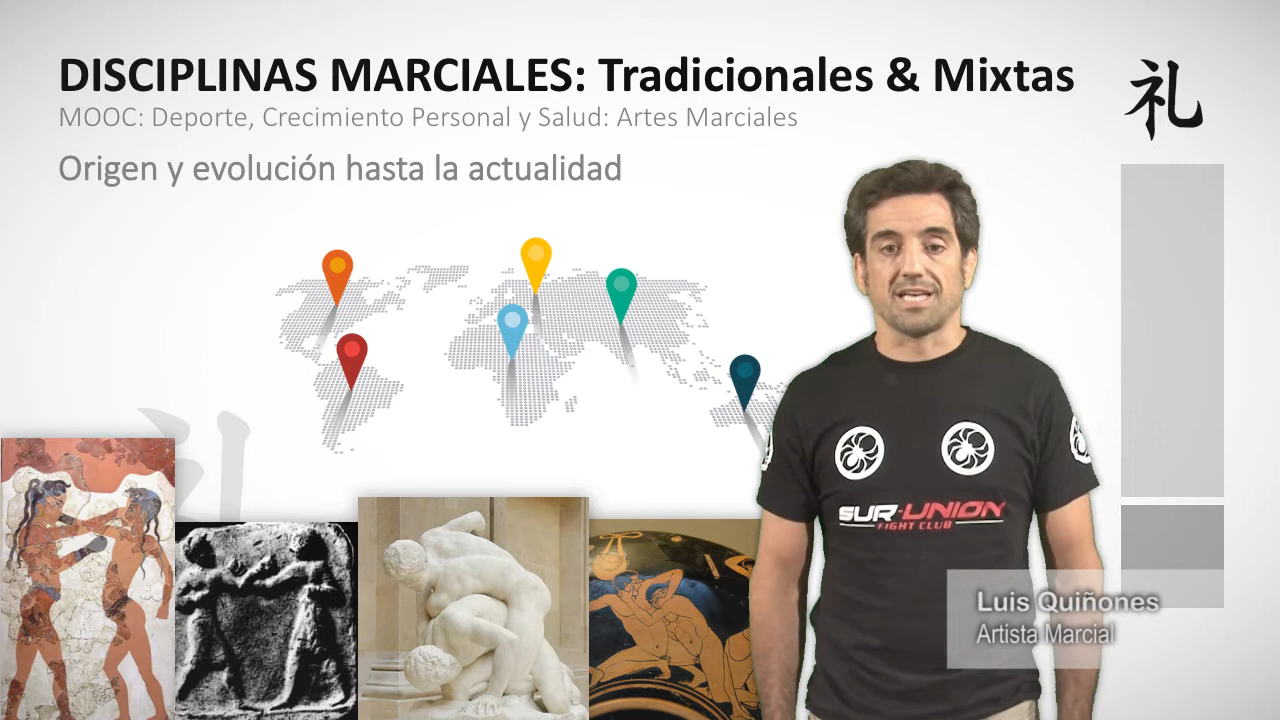 DISCIPLINAS MARCIALES: Tradicionales & Mixtas
MOOC: Deporte, Crecimiento Personal y Salud: Artes Marciales
Origen y evolución hasta la actualidad
礼
礼
SUR-UNION
FIGHT CLUB
Luis Quiñones
Artista Marcial